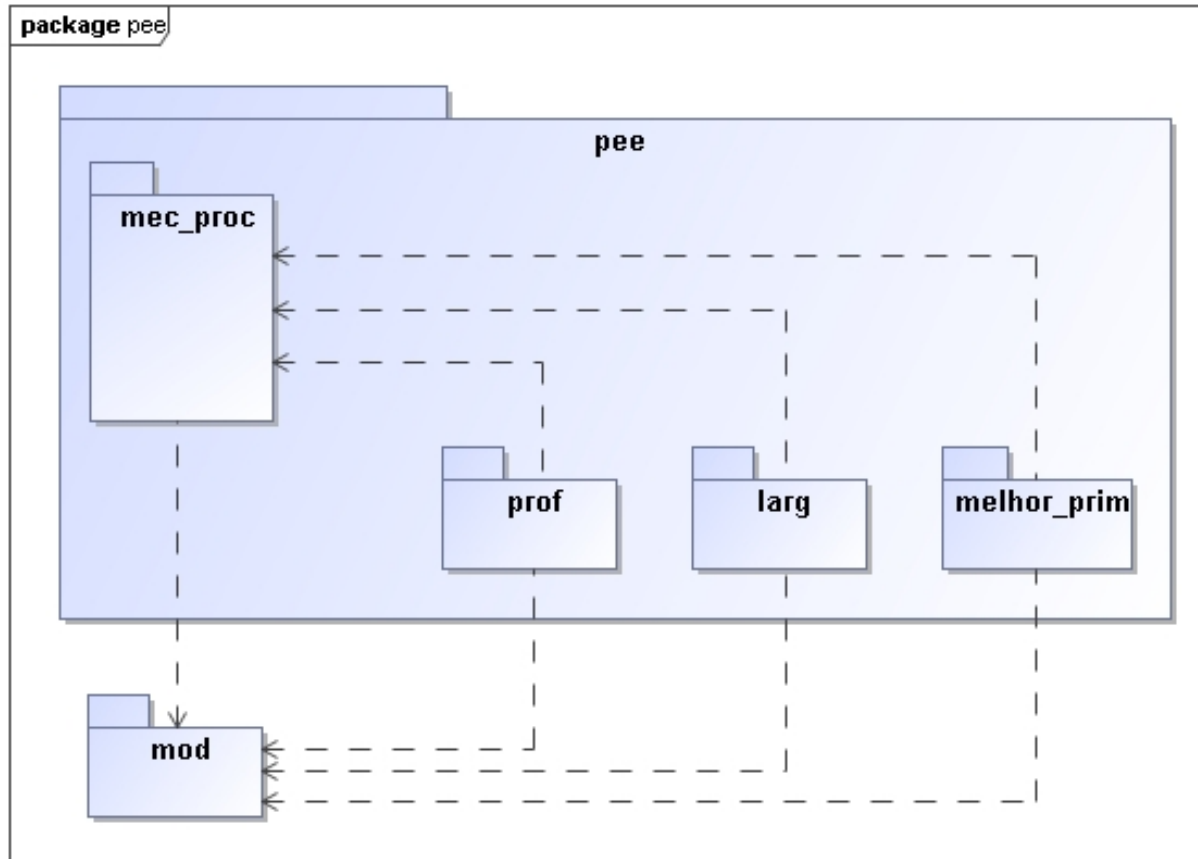 package pee
pee
mec_proc
prof
larg
melhor_prim
mod